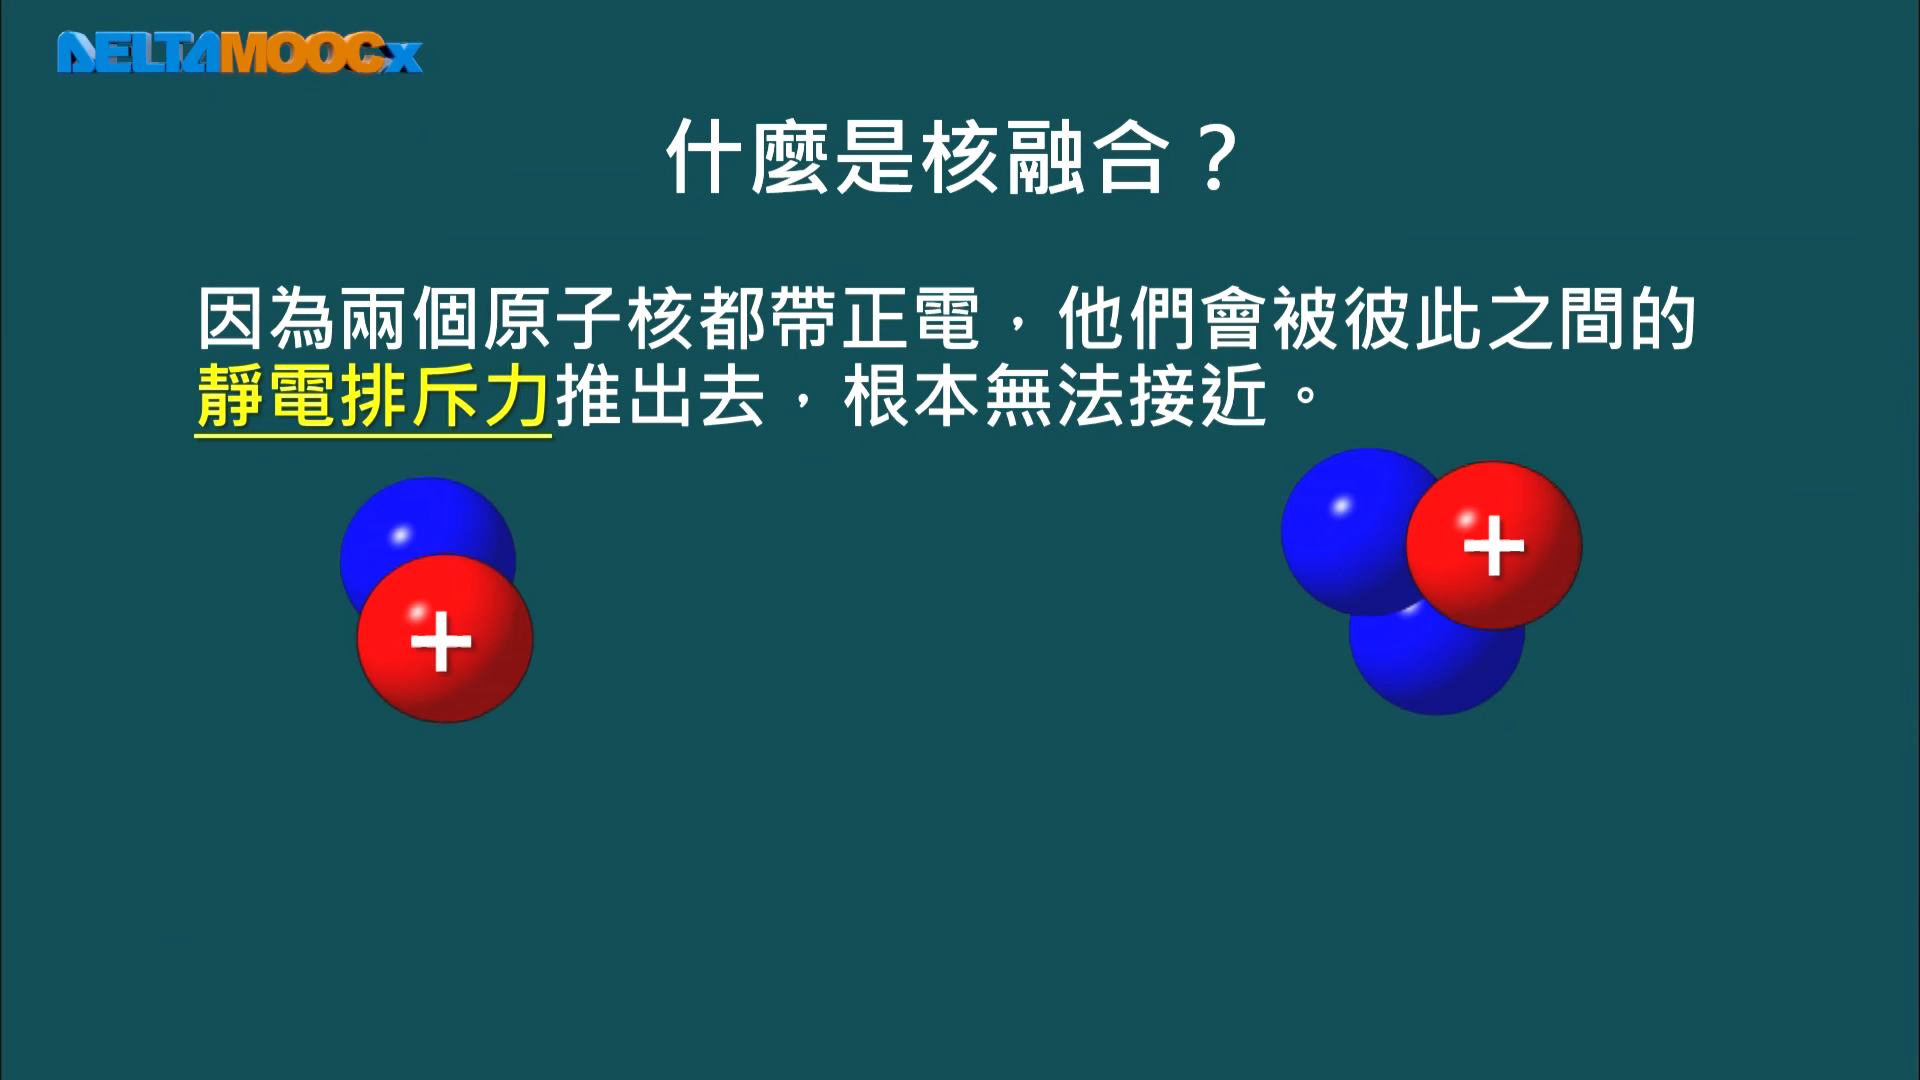 DELTAMOOCx
什麼是核融合？
因為兩個原子核都帶正電，他們會被彼此之間的
靜電排斥力推出去，根本無法接近。
+
+